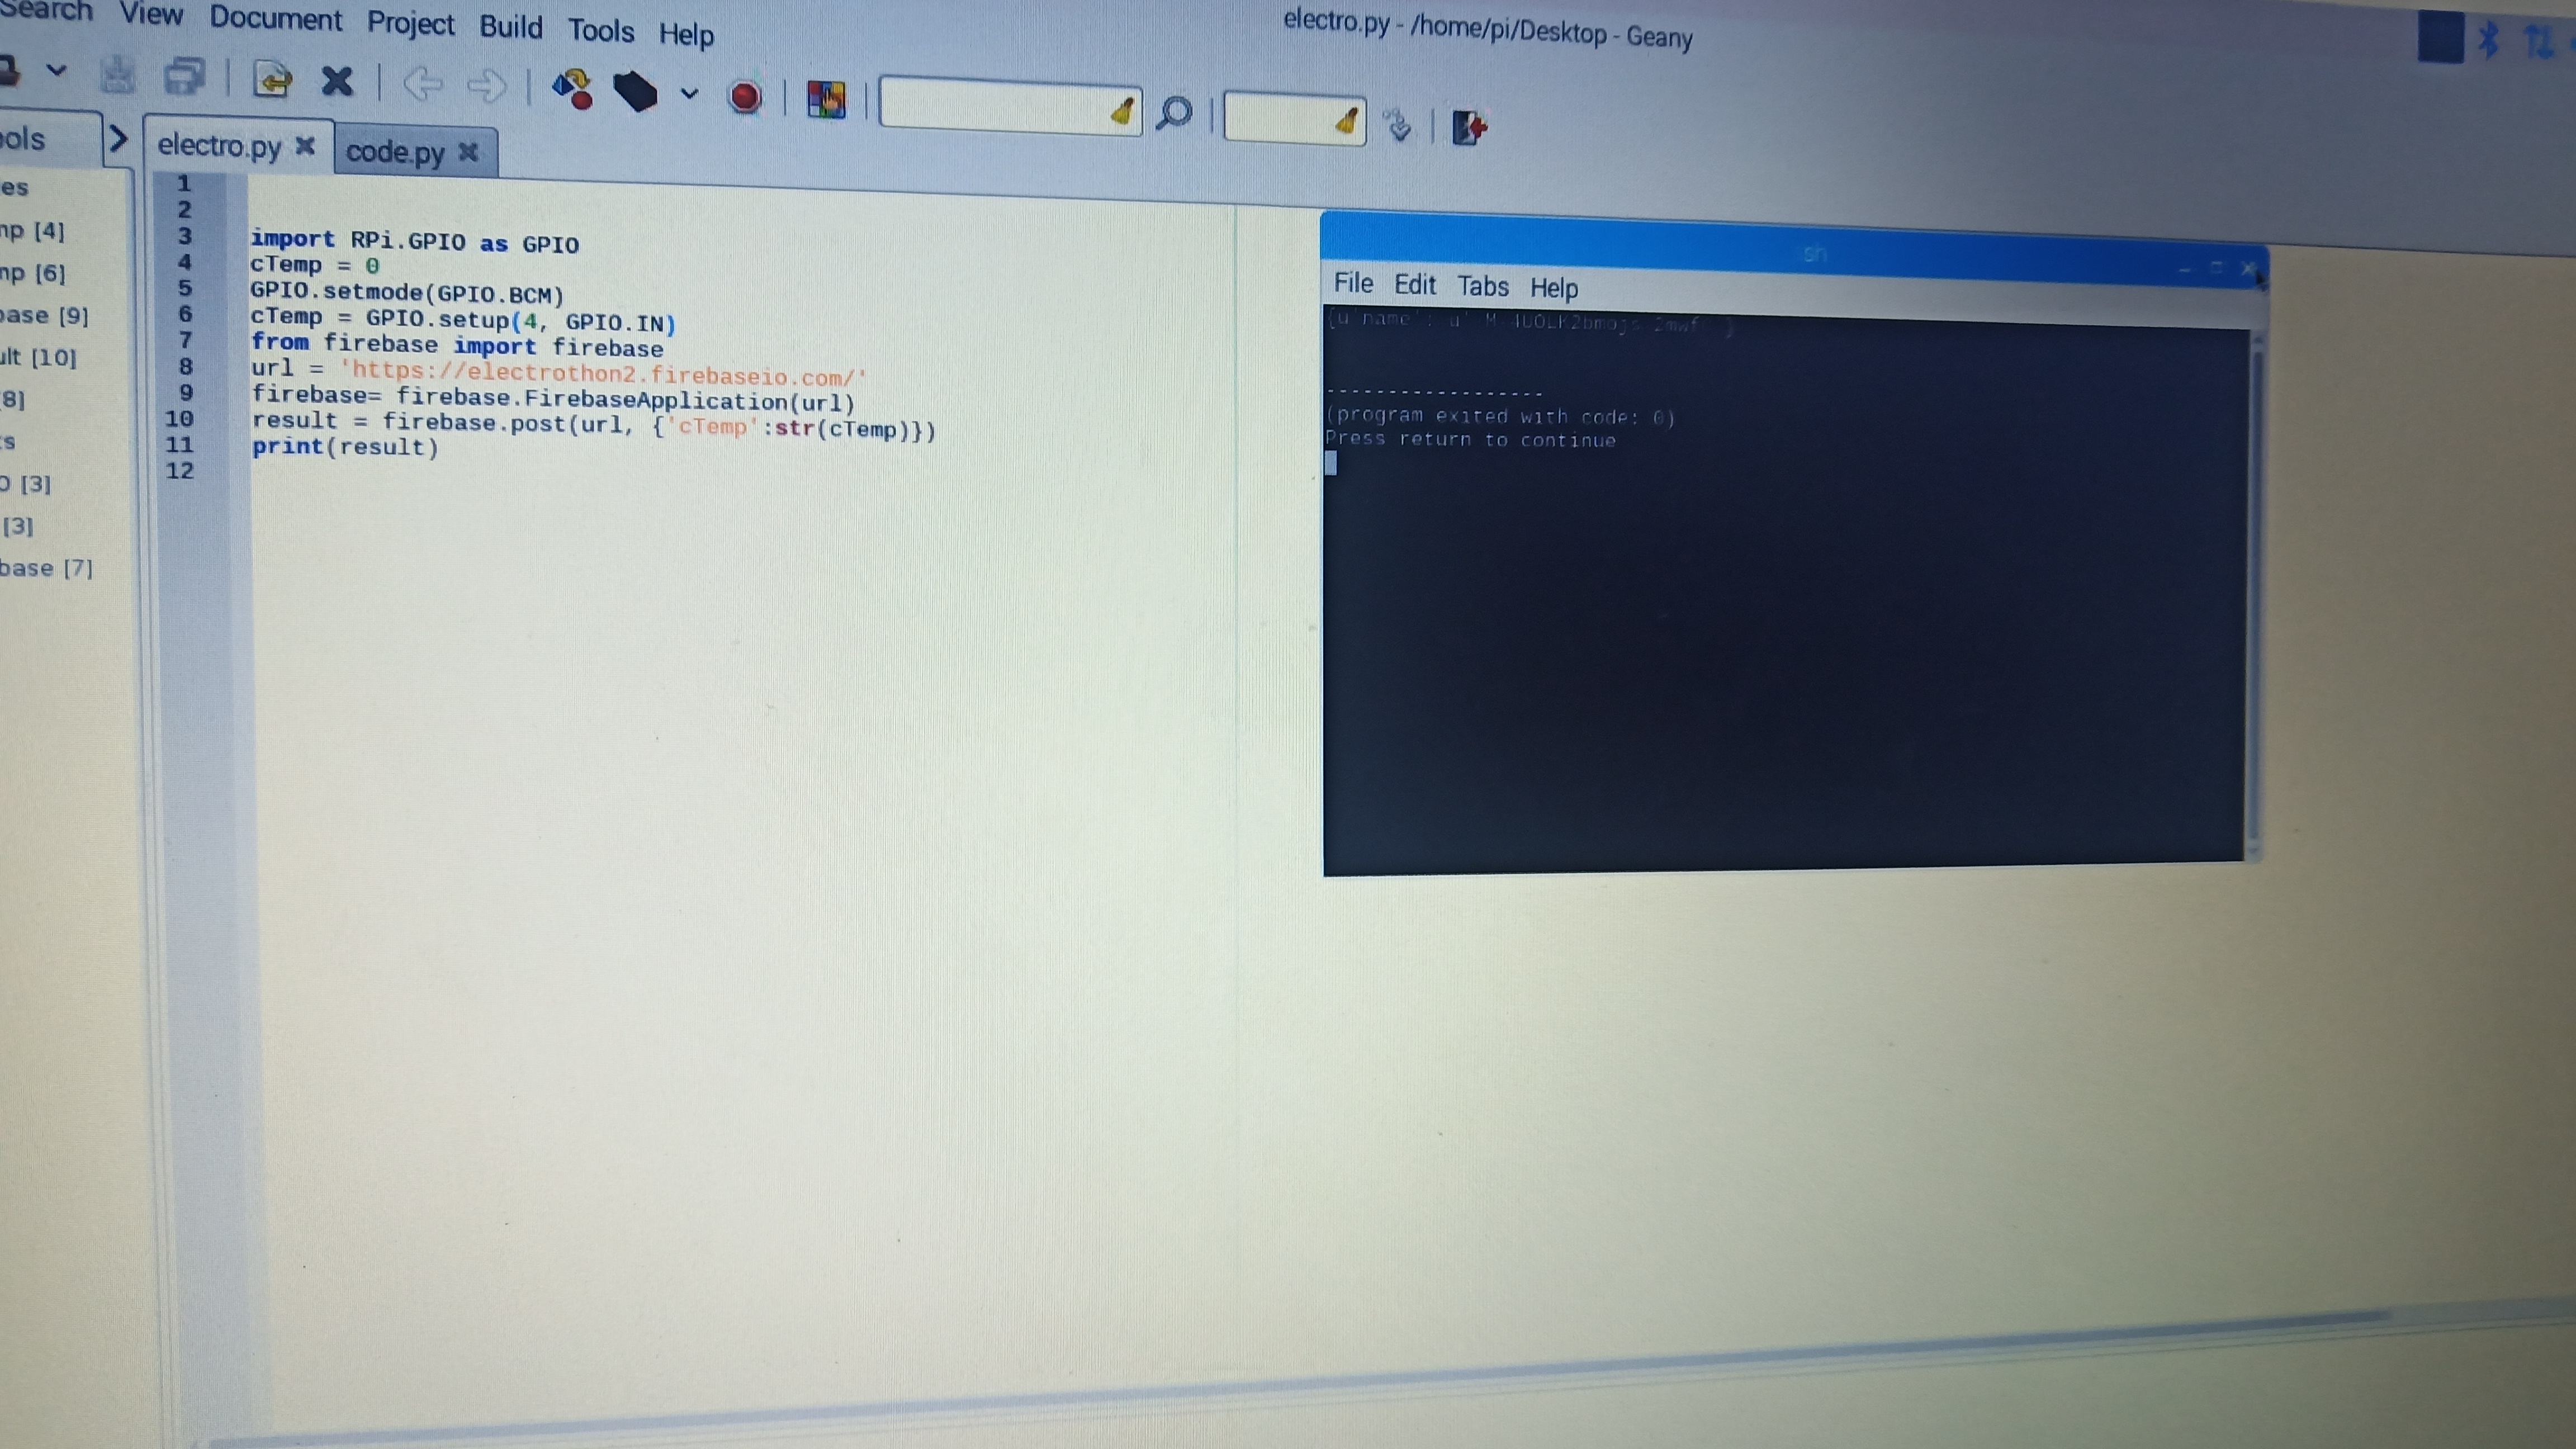 Search View Document Project Build Tools Help
electro.py - /home/pi/Desktop - Geany
ols
electro.py
code.py
es
mp [4]
mp [6]
base [9]
ult [10]
[8]
ts
O [3]
[3]
base [7]
1
2
3 import RPi.GPIO as GPIO
4 cTemp = 0
5 GPIO.setmode(GPIO.BCM)
6 cTemp = GPIO.setup(4, GPIO.IN)
7 from firebase import firebase
8 url = 'https://electrothon2.firebaseio.com/'
9 firebase= firebase.FirebaseApplication(url)
10 result = firebase.post(url, {'cTemp':str(cTemp)})
11 print(result)
12
sh
File Edit Tabs Help
{u'name': u'
------------------
(program exited with code: 0)
Press return to continue